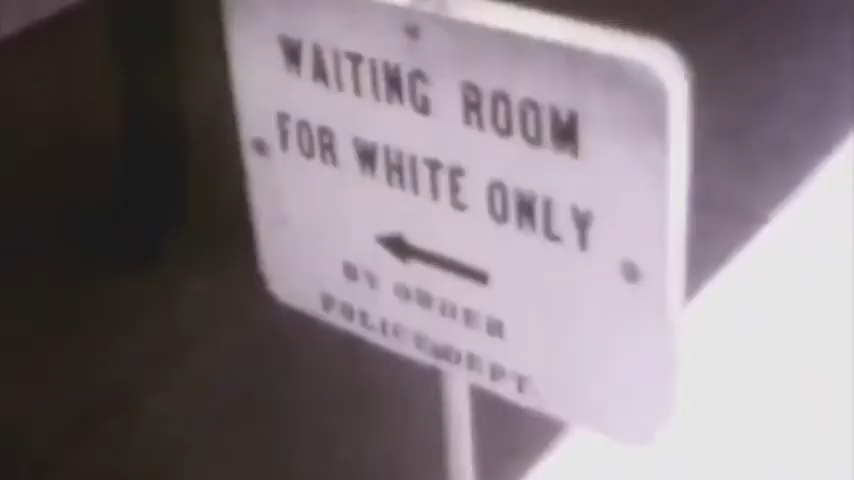 WAITING ROOM
FOR WHITE ONLY
BY ORDER
POLICE DEPT.